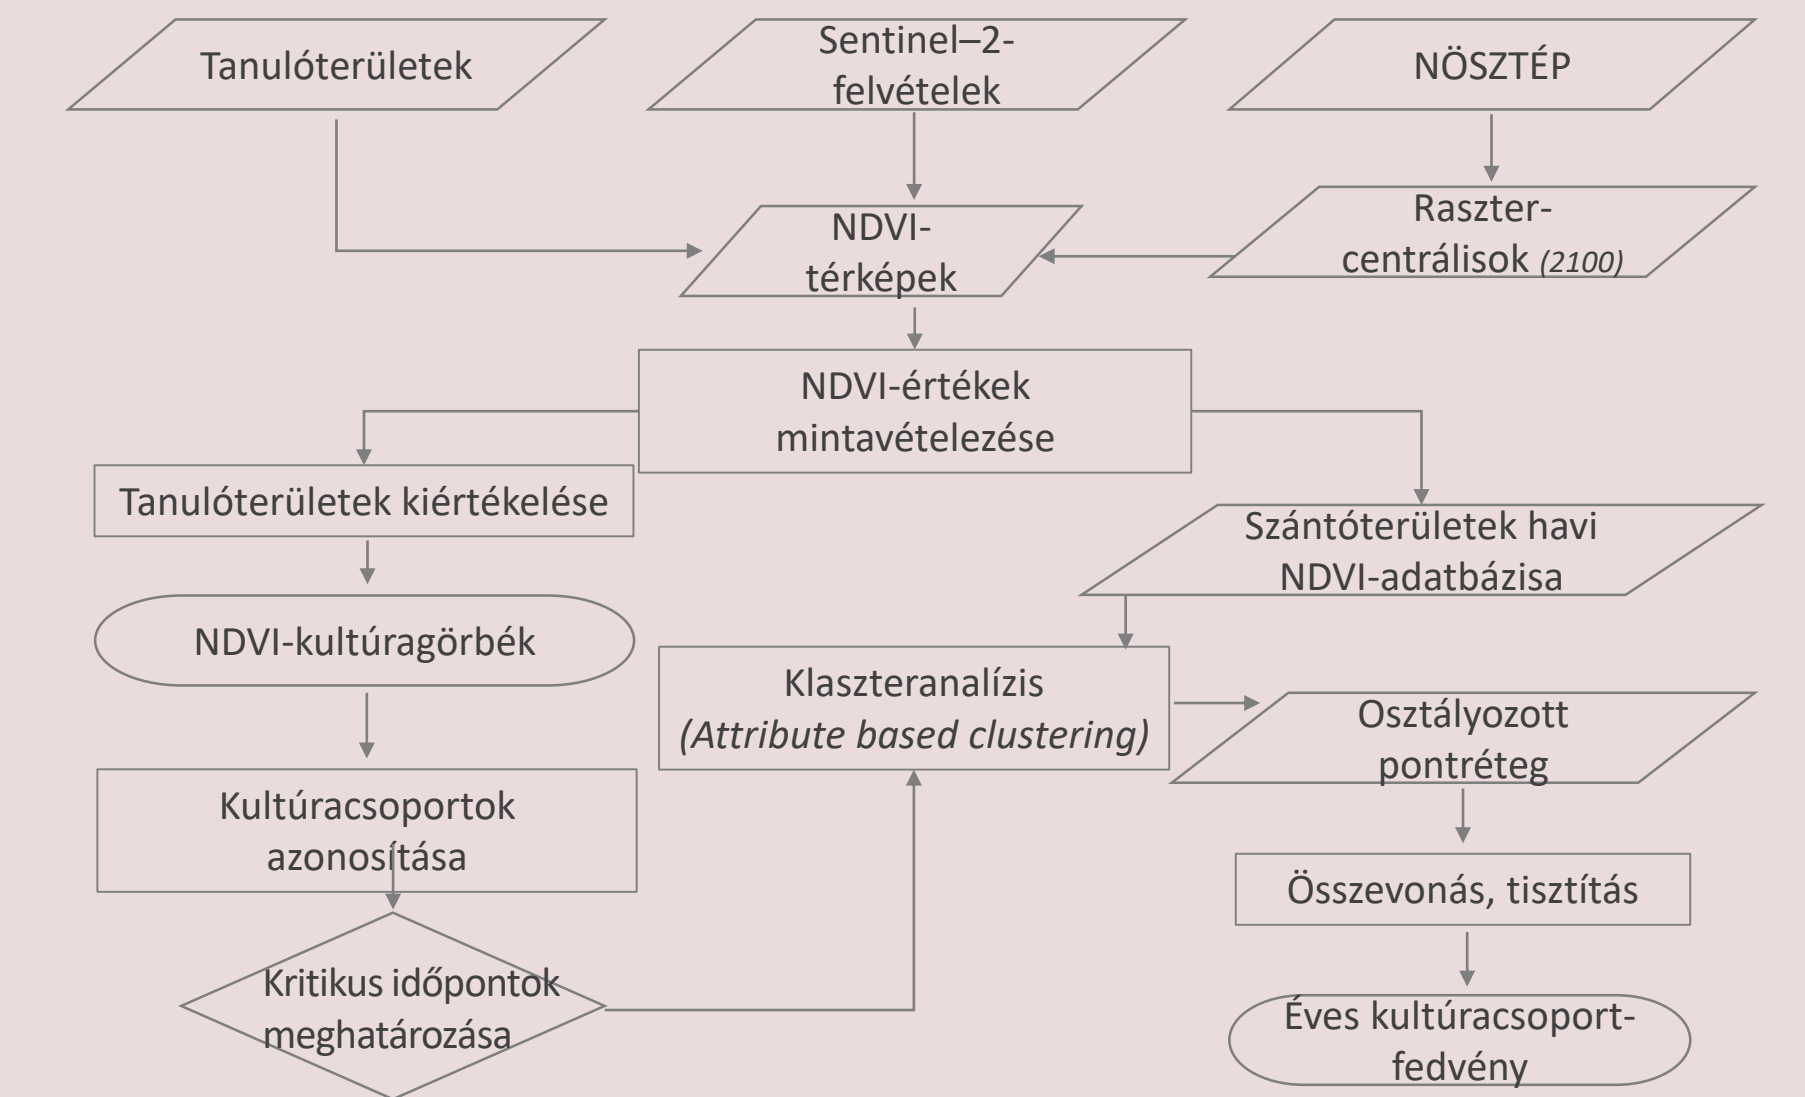 Tanulóterületek
Sentinel–2-
felvételek
NÖSZTÉP
NDVI-
térképek
Raszter-
centrálisok (2100)
NDVI-értékek
mintavételezése
Tanulóterületek kiértékelése
Szántóterületek havi
NDVI-adatbázisa
NDVI-kultúragörbék
Klaszteranalízis
(Attribute based clustering)
Osztályozott
pontréteg
Kultúracsoportok
azonosítása
Összevonás, tisztítás
Kritikus időpontok
meghatározása
Éves kultúracsoport-
fedvény